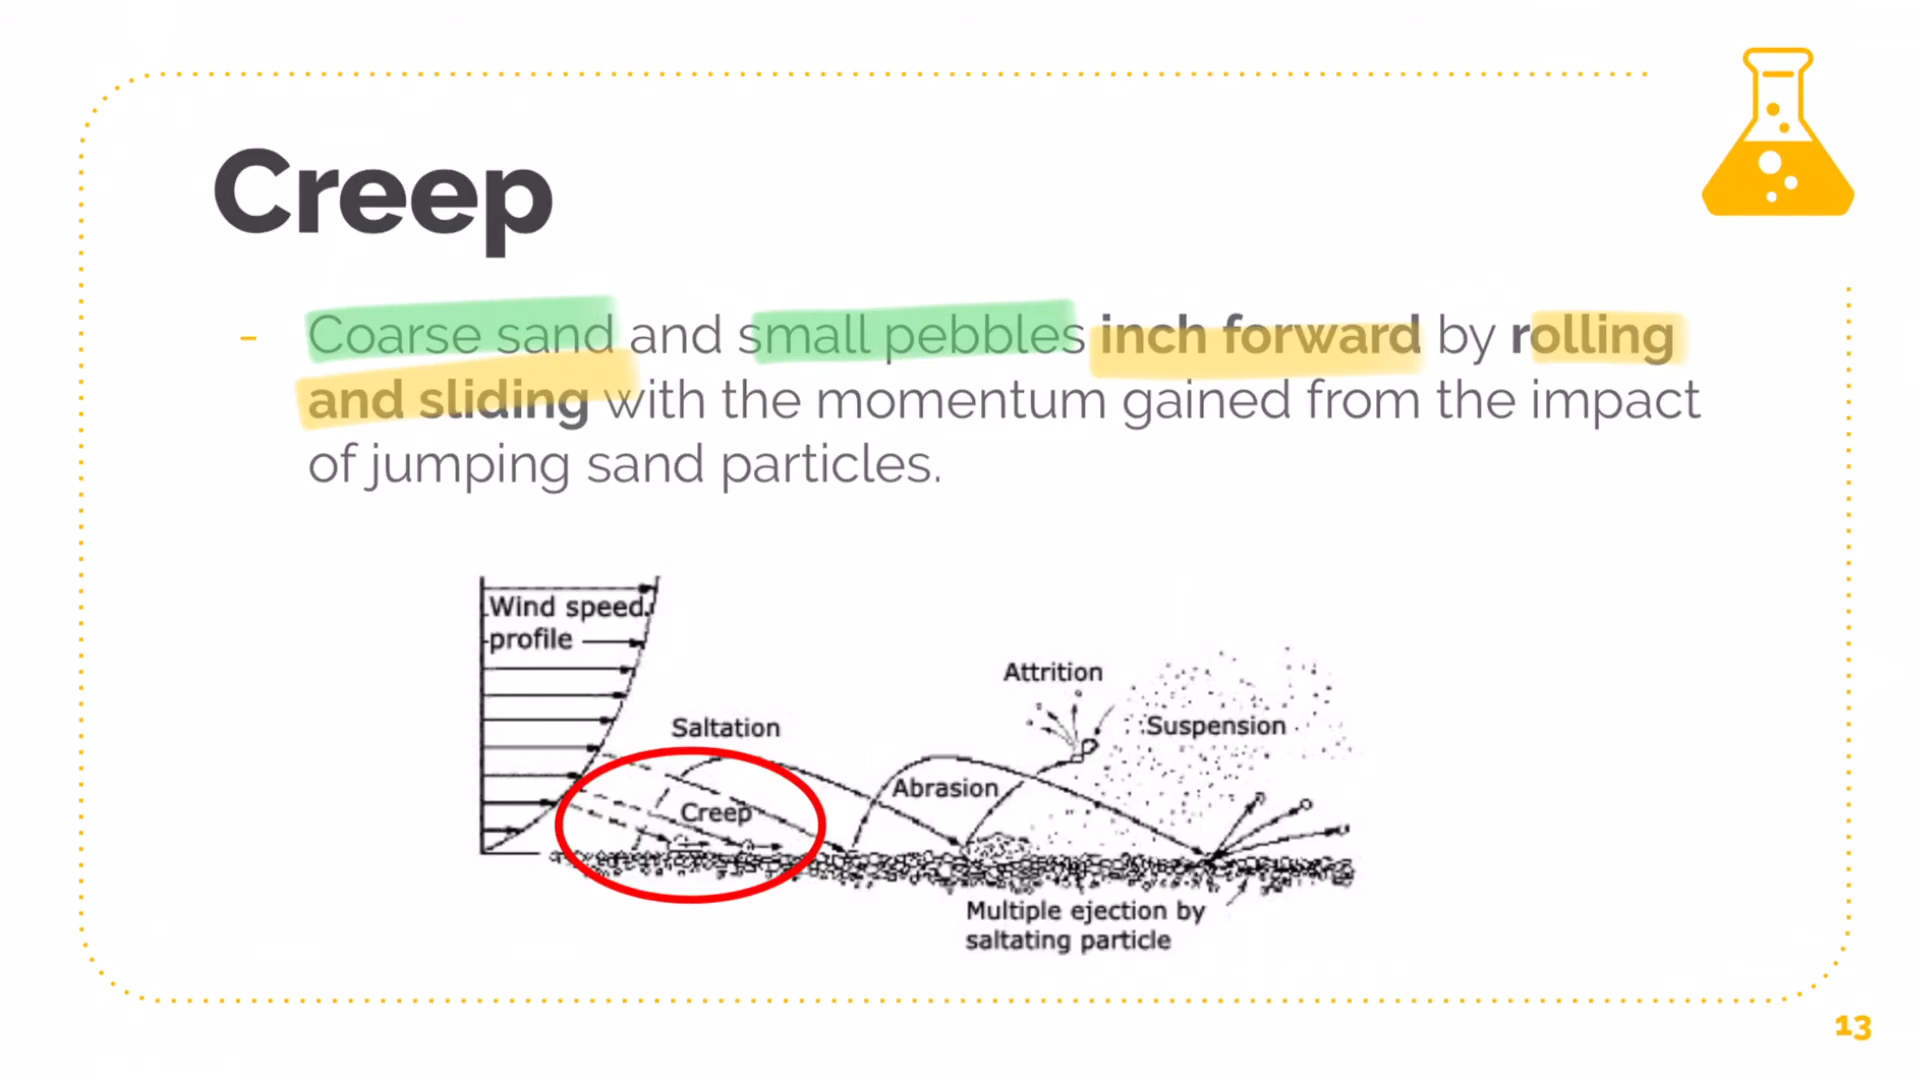 Creep
- Coarse sand and small pebbles inch forward by rolling
and sliding with the momentum gained from the impact
of jumping sand particles.
Wind speed
profile
Attrition
Saltation
Suspension
Abrasion
Creep
Multiple ejection by
saltating particle
13